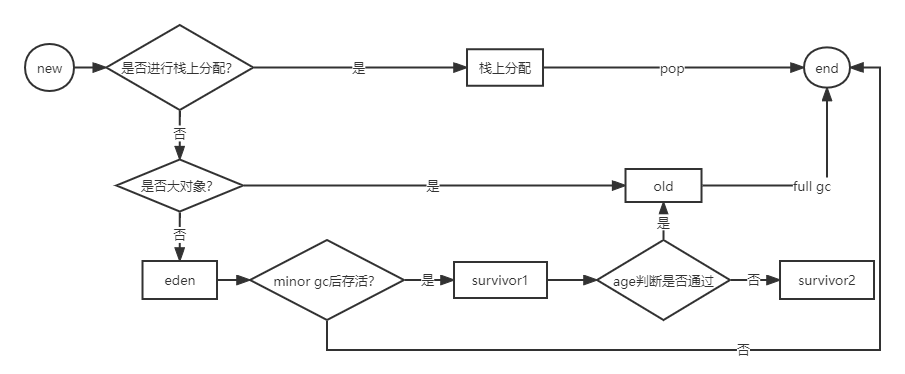 new
是否进行栈上分配?
是
栈上分配
pop
end
否
是否大对象?
是
old
full gc
否
是
eden
minor gc后存活?
是
survivor1
age判断是否通过
否
survivor2
否